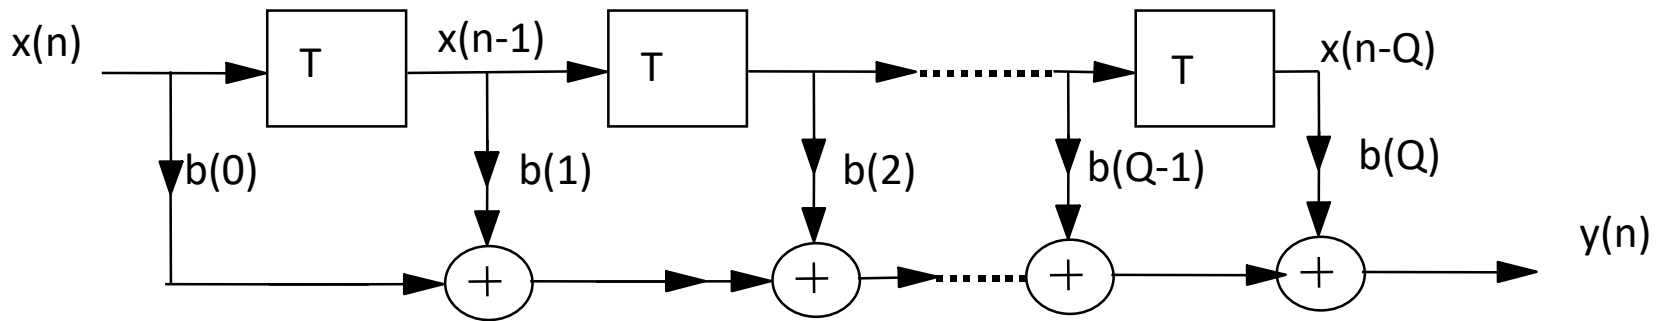 x(n) T x(n-1) T T x(n-Q)
b(0) b(1) b(2) b(Q-1) b(Q)
y(n)
+ + + +